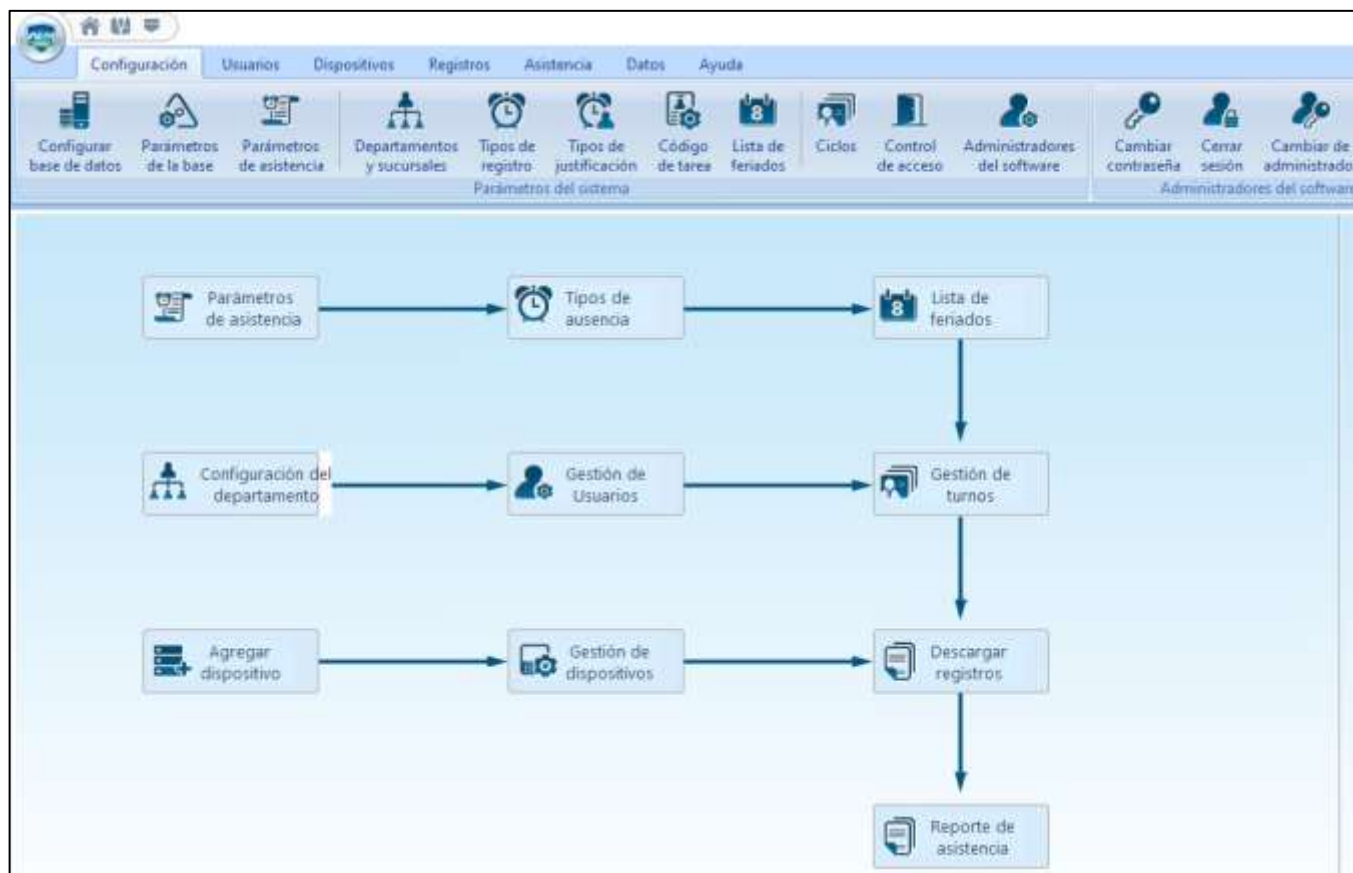 Configuración Usuarios Dispositivos Registros Asistencia Datos Ayuda
Configurar base de datos
Parámetros de la base
Parámetros de asistencia
Departamentos y sucursales
Tipos de registro
Tipos de justificación
Código de tarea
Lista de feriados
Ciclos
Control de acceso
Administradores del software
Cambiar contraseña
Cerrar sesión
Cambiar de administrado
Parámetros del sistema
Administradores del software
Parámetros
de asistencia
Tipos de
ausencia
Lista de
feriados
Configuración del
departamento
Gestión de
Usuarios
Gestión de
turnos
Agregar
dispositivo
Gestión de
dispositivos
Descargar
registros
Reporte de
asistencia